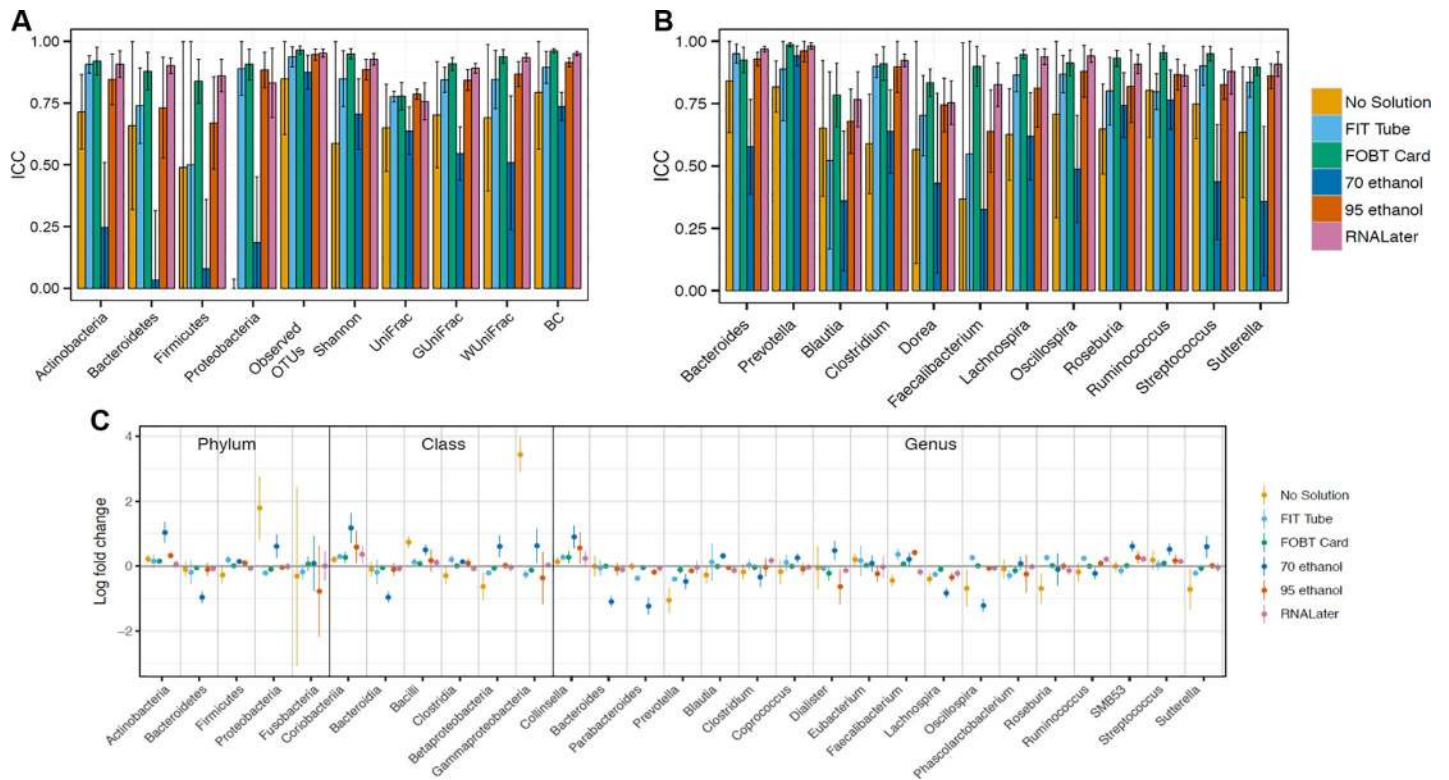 A
1.00
0.75
0.50
0.25
0.00
ICC
Actinobacteria
Bacteroidetes
Firmicutes
Proteobacteria
Observed
OTUs
Shannon
UniFrac
GUniFrac
WUniFrac
BC
B
1.00
0.75
0.50
0.25
0.00
ICC
Bacteroides
Prevotella
Blautia
Clostridium
Dorea
Faecalibacterium
Lachnospira
Oscillospira
Roseburia
Ruminococcus
Streptococcus
Sutterella
No Solution
FIT Tube
FOBT Card
70 ethanol
95 ethanol
RNALater
C
Phylum
Class
Genus
4
2
0
−2
Log fold change
Actinobacteria
Bacteroidetes
Firmicutes
Proteobacteria
Fusobacteria
Coriobacteriia
Bacteroidia
Bacilli
Clostridia
Betaproteobacteria
Gammaproteobacteria
Collinsella
Bacteroides
Parabacteroides
Prevotella
Blautia
Clostridium
Coprococcus
Dialister
Eubacterium
Faecalibacterium
Lachnospira
Oscillospira
Phascolarctobacterium
Roseburia
Ruminococcus
SMB53
Streptococcus
Sutterella
No Solution
FIT Tube
FOBT Card
70 ethanol
95 ethanol
RNALater